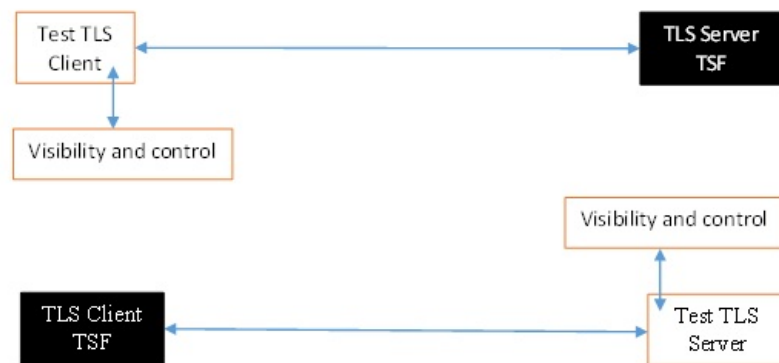 Test TLS
Client
TLS Server
TSF
Visibility and control
Visibility and control
TLS Client
TSF
Test TLS
Server